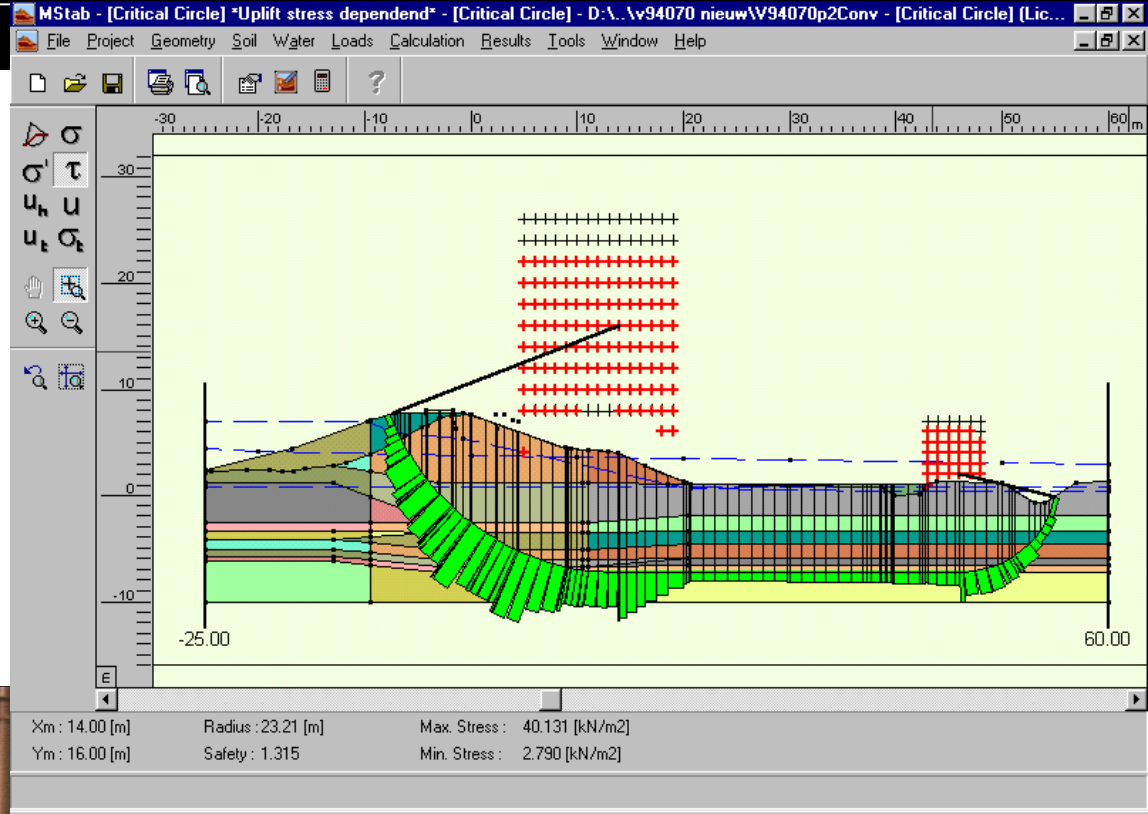 MStab - [Critical Circle] *Uplift stress dependend* - [Critical Circle] - D:\..\v94070 nieuw\V94070p2Conv - [Critical Circle] (Lic...
File Project Geometry Soil Water Loads Calculation Results Tools Window Help
?
-30 -20 -10 0 10 20 30 40 50 60 m
σ
σ' τ
uh u
ut σt
30
20
10
0
-10
-25.00 60.00
E
Xm : 14.00 [m] Radius : 23.21 [m] Max. Stress : 40.131 [kN/m2]
Ym : 16.00 [m] Safety : 1.315 Min. Stress : 2.790 [kN/m2]